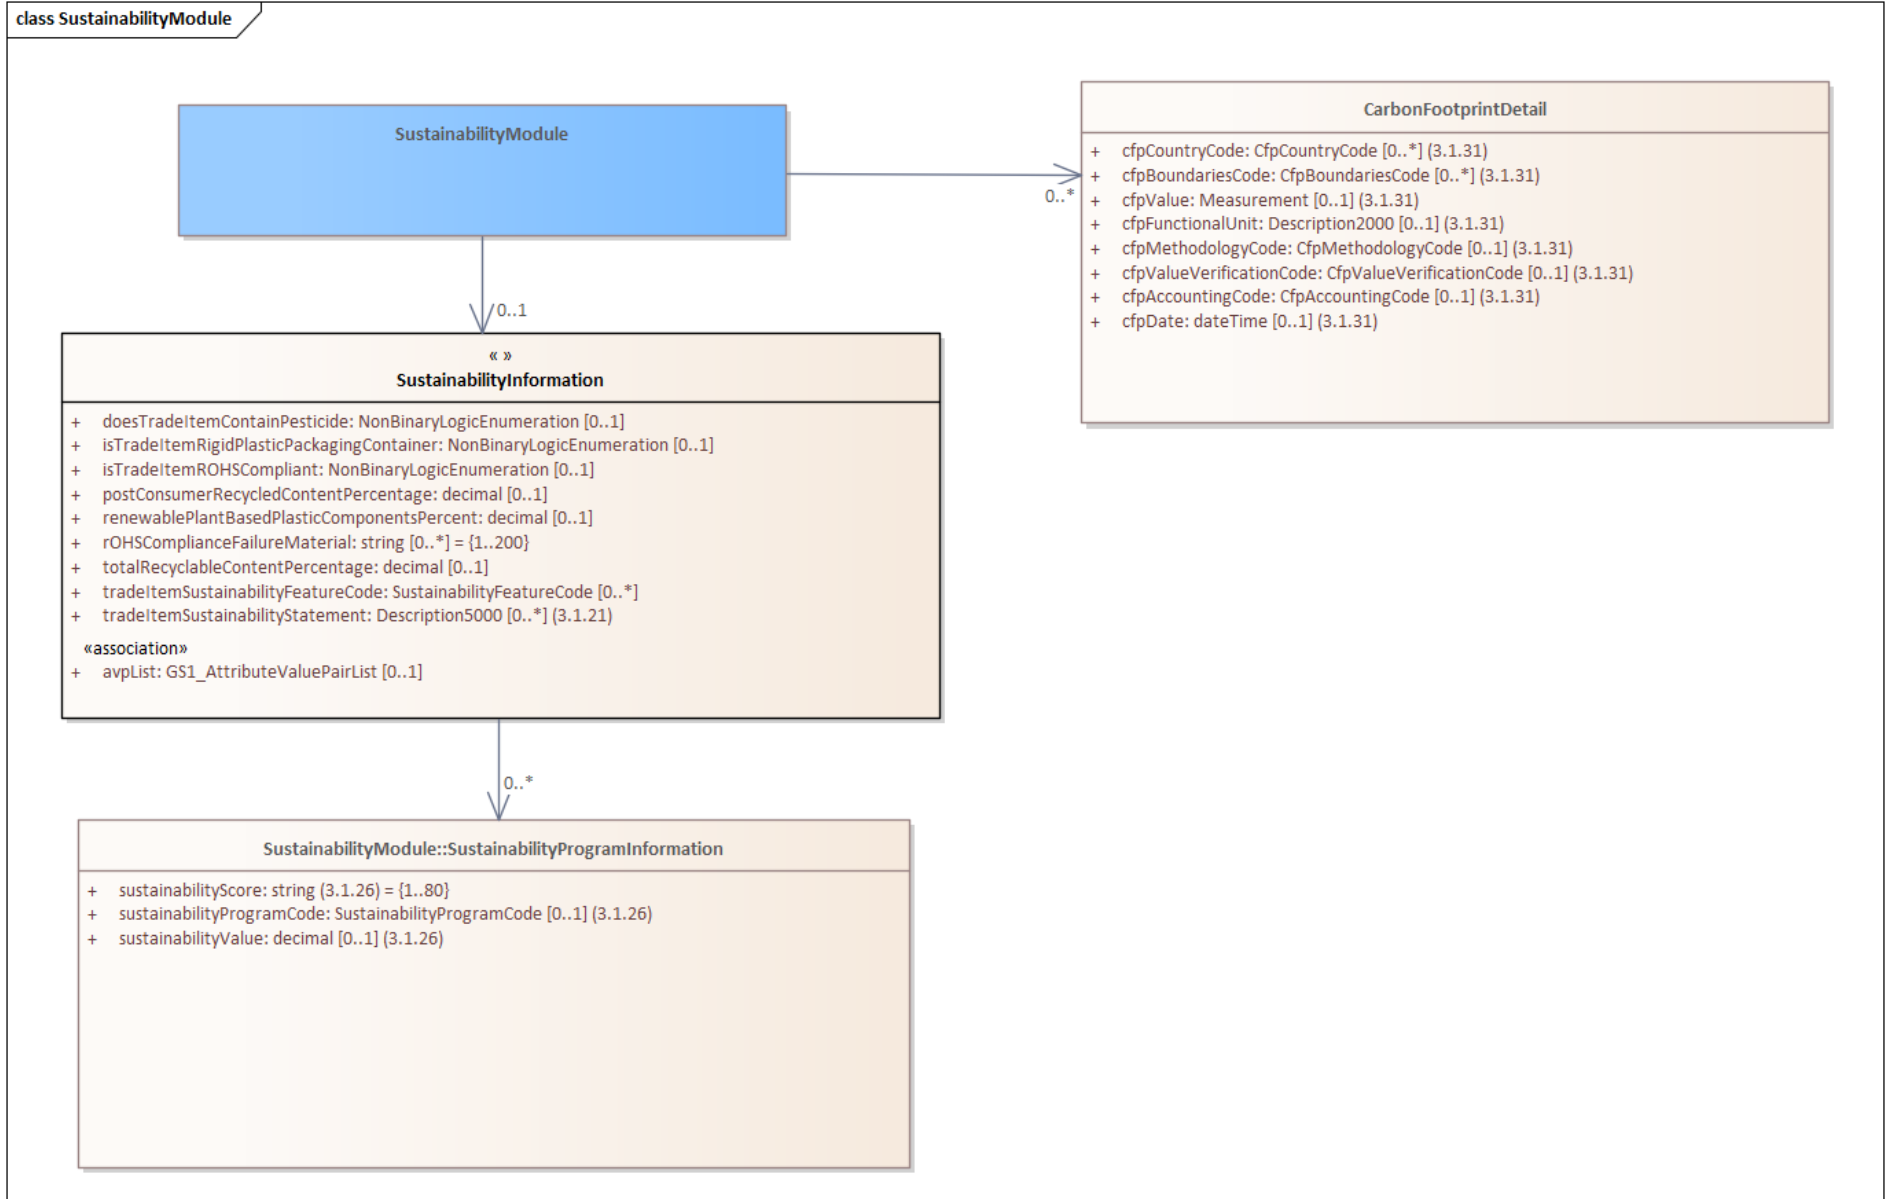 class SustainabilityModule
SustainabilityModule
0..*
0..1
CarbonFootprintDetail
+ cfpCountryCode: CfpCountryCode [0..*] (3.1.31)
+ cfpBoundariesCode: CfpBoundariesCode [0..*] (3.1.31)
+ cfpValue: Measurement [0..1] (3.1.31)
+ cfpFunctionalUnit: Description2000 [0..1] (3.1.31)
+ cfpMethodologyCode: CfpMethodologyCode [0..1] (3.1.31)
+ cfpValueVerificationCode: CfpValueVerificationCode [0..1] (3.1.31)
+ cfpAccountingCode: CfpAccountingCode [0..1] (3.1.31)
+ cfpDate: dateTime [0..1] (3.1.31)
« »
SustainabilityInformation
+ doesTradeItemContainPesticide: NonBinaryLogicEnumeration [0..1]
+ isTradeItemRigidPlasticPackagingContainer: NonBinaryLogicEnumeration [0..1]
+ isTradeItemROHSCompliant: NonBinaryLogicEnumeration [0..1]
+ postConsumerRecycledContentPercentage: decimal [0..1]
+ renewablePlantBasedPlasticComponentsPercent: decimal [0..1]
+ rOHSComplianceFailureMaterial: string [0..*] = {1..200}
+ totalRecyclableContentPercentage: decimal [0..1]
+ tradeItemSustainabilityFeatureCode: SustainabilityFeatureCode [0..*]
+ tradeItemSustainabilityStatement: Description5000 [0..*] (3.1.21)
«association»
+ avpList: GS1_AttributeValuePairList [0..1]
0..*
SustainabilityModule::SustainabilityProgramInformation
+ sustainabilityScore: string (3.1.26) = {1..80}
+ sustainabilityProgramCode: SustainabilityProgramCode [0..1] (3.1.26)
+ sustainabilityValue: decimal [0..1] (3.1.26)